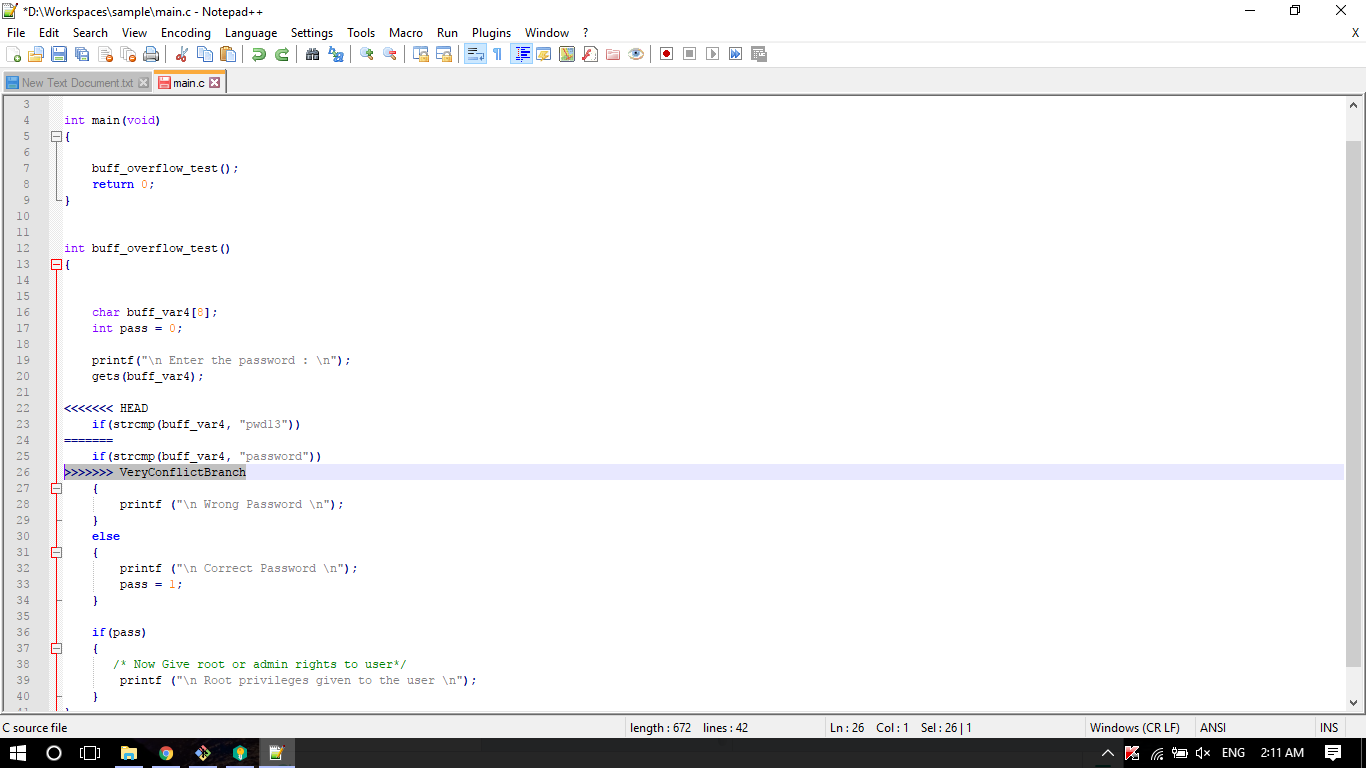 *D:\Workspaces\sample\main.c - Notepad++
File Edit Search View Encoding Language Settings Tools Macro Run Plugins Window ? X
New Text Document.txt main.c
3
4 int main(void)
5 {
6
7 buff_overflow_test();
8 return 0;
9 }
10
11
12 int buff_overflow_test()
13 {
14
15
16 char buff_var4[8];
17 int pass = 0;
18
19 printf("\n Enter the password : \n");
20 gets(buff_var4);
21
22 <<<<<<< HEAD
23 if(strcmp(buff_var4, "pwd13"))
24 =======
25 if(strcmp(buff_var4, "password"))
26 >>>>>>> VeryConflictBranch
27 {
28 printf ("\n Wrong Password \n");
29 }
30 else
31 {
32 printf ("\n Correct Password \n");
33 pass = 1;
34 }
35
36 if(pass)
37 {
38 /* Now Give root or admin rights to user*/
39 printf ("\n Root privileges given to the user \n");
40 }
C source file length : 672 lines : 42 Ln : 26 Col : 1 Sel : 26 | 1 Windows (CR LF) ANSI INS
ENG 2:11 AM